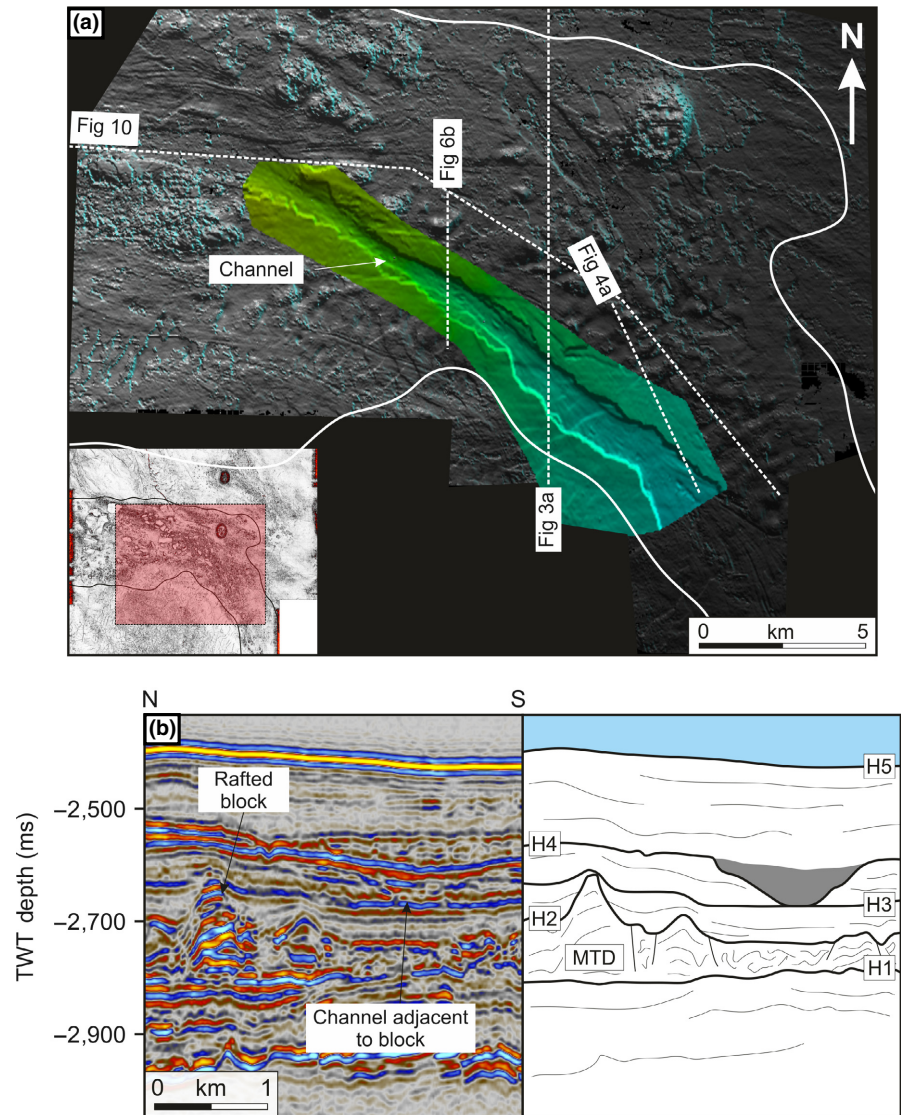 (a)
N
Fig 10
Fig 6b
Channel
Fig 4a
Fig 3a
0 km 5
N S
(b)
Rafted
block
H5
–2,500
H4
TWT depth (ms)
–2,700
H2
H3
MTD
H1
Channel adjacent
to block
–2,900
0 km 1